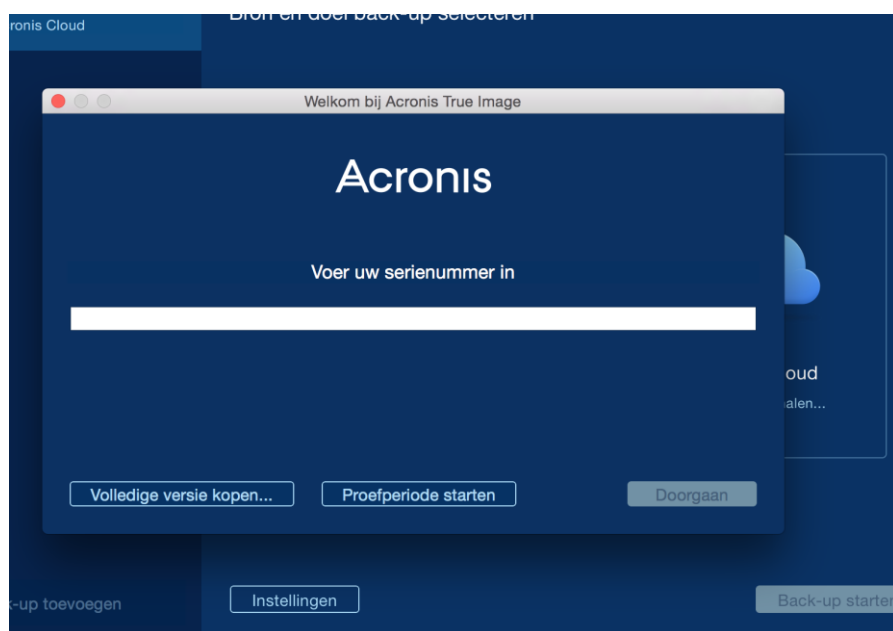 ronis Cloud
Bron en doel back-up selecteren
Welkom bij Acronis True Image
Acronis
Voer uw serienummer in
oud
alen...
Volledige versie kopen...
Proefperiode starten
Doorgaan
k-up toevoegen
Instellingen
Back-up starten